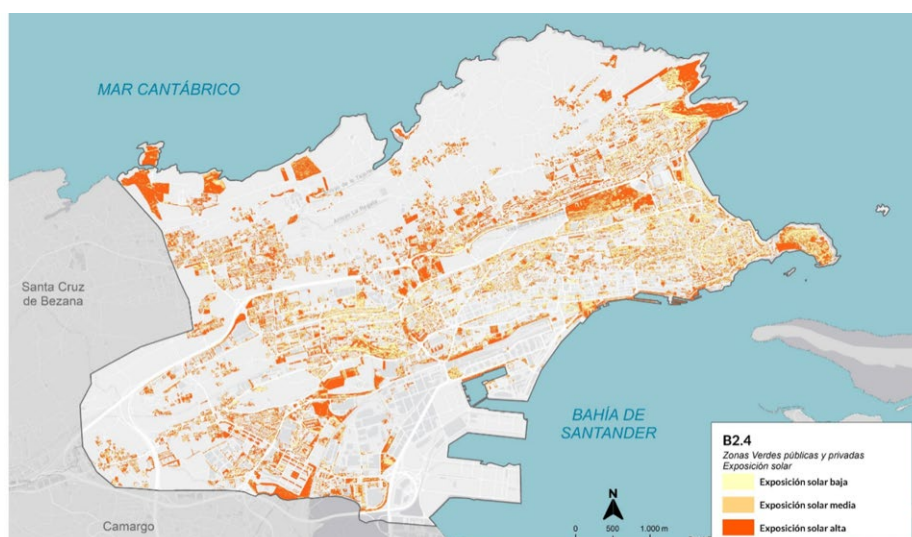 MAR CANTÁBRICO
Santa Cruz
de Bezana
BAHÍA DE
SANTANDER
Camargo
N
0 500 1.000 m
B2.4
Zonas Verdes públicas y privadas
Exposición solar
Exposición solar baja
Exposición solar media
Exposición solar alta